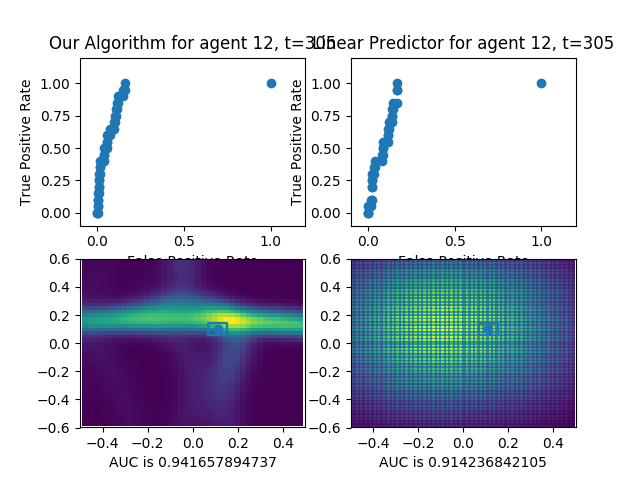 Our Algorithm for agent 12, t=305
Linear Predictor for agent 12, t=305
True Positive Rate
1.00
0.75
0.50
0.25
0.00
0.0 0.5 1.0
False Positive Rate
True Positive Rate
1.00
0.75
0.50
0.25
0.00
0.0 0.5 1.0
False Positive Rate
0.6
0.4
0.2
0.0
−0.2
−0.4
−0.6
−0.4 −0.2 0.0 0.2 0.4
AUC is 0.941657894737
0.6
0.4
0.2
0.0
−0.2
−0.4
−0.6
−0.4 −0.2 0.0 0.2 0.4
AUC is 0.914236842105